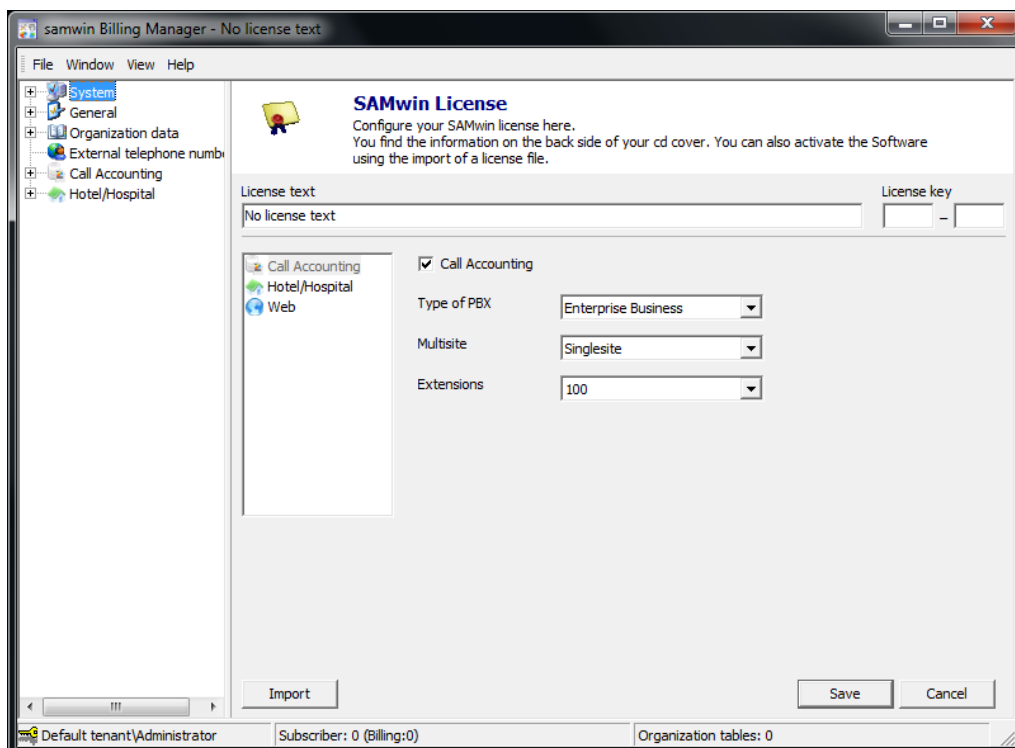 samwin Billing Manager - No license text
File Window View Help
System
General
Organization data
External telephone numbe
Call Accounting
Hotel/Hospital
SAMwin License
Configure your SAMwin license here.
You find the information on the back side of your cd cover. You can also activate the Software
using the import of a license file.
License text
License key
No license text
–
Call Accounting
Hotel/Hospital
Web
Call Accounting
Type of PBX
Enterprise Business
Multisite
Singlesite
Extensions
100
Import
Save
Cancel
Default tenant\Administrator
Subscriber: 0 (Billing:0)
Organization tables: 0